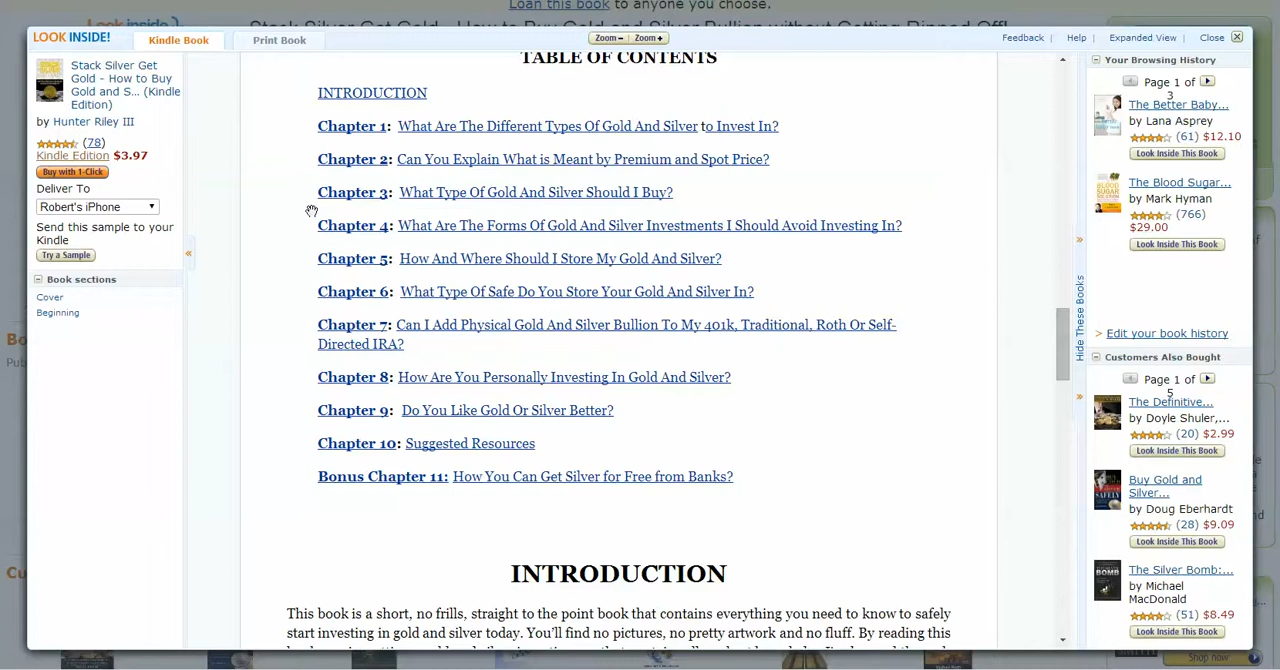 Loan this book to anyone you choose.
LOOK INSIDE!
Kindle Book
Print Book
Zoom −
Zoom +
Feedback |
Help |
Expanded View |
Close
Stack Silver Get
Gold - How to Buy
Gold and S... (Kindle
Edition)
by Hunter Riley III
(78)
Kindle Edition $3.97
Buy with 1-Click
Deliver To
Robert's iPhone
Send this sample to your
Kindle
Try a Sample
Book sections
Cover
Beginning
TABLE OF CONTENTS
INTRODUCTION
Chapter 1: What Are The Different Types Of Gold And Silver to Invest In?
Chapter 2: Can You Explain What is Meant by Premium and Spot Price?
Chapter 3: What Type Of Gold And Silver Should I Buy?
Chapter 4: What Are The Forms Of Gold And Silver Investments I Should Avoid Investing In?
Chapter 5: How And Where Should I Store My Gold And Silver?
Chapter 6: What Type Of Safe Do You Store Your Gold And Silver In?
Chapter 7: Can I Add Physical Gold And Silver Bullion To My 401k, Traditional, Roth Or Self-
Directed IRA?
Chapter 8: How Are You Personally Investing In Gold And Silver?
Chapter 9: Do You Like Gold Or Silver Better?
Chapter 10: Suggested Resources
Bonus Chapter 11: How You Can Get Silver for Free from Banks?
INTRODUCTION
This book is a short, no frills, straight to the point book that contains everything you need to know to safely
start investing in gold and silver today. You'll find no pictures, no pretty artwork and no fluff. By reading this
Hide These Books
Your Browsing History
Page 1 of
3
The Better Baby...
by Lana Asprey
(61) $12.10
Look Inside This Book
The Blood Sugar...
by Mark Hyman
(766)
$29.00
Look Inside This Book
> Edit your book history
Customers Also Bought
Page 1 of
5
The Definitive...
by Doyle Shuler,...
(20) $2.99
Look Inside This Book
Buy Gold and
Silver...
by Doug Eberhardt
(28) $9.09
Look Inside This Book
The Silver Bomb:...
by Michael
MacDonald
(51) $8.49
Look Inside This Book
Shop now